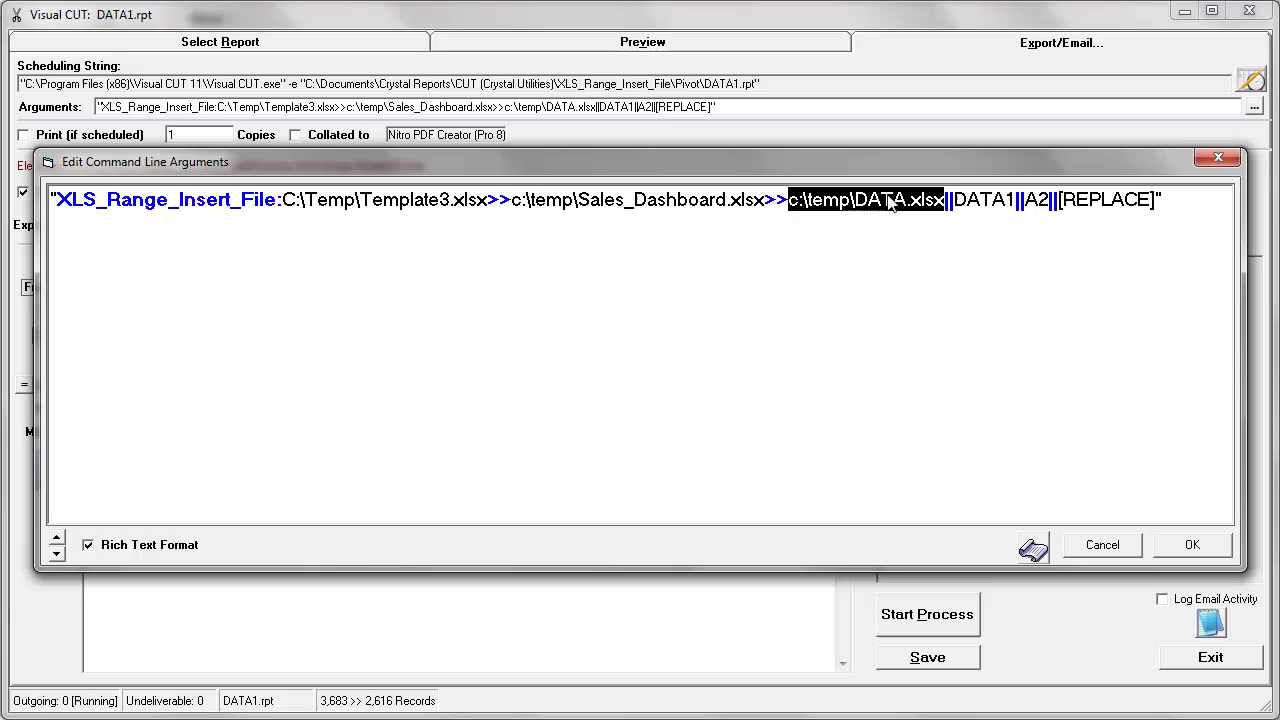 Visual CUT: DATA1.rpt
Select Report
Preview
Export/Email...
Scheduling String:
"C:\Program Files (x86)\Visual CUT 11\Visual CUT.exe" -e "C:\Documents\Crystal Reports\CUT (Crystal Utilities)\XLS_Range_Insert_File\Pivot\DATA1.rpt"
Arguments: "XLS_Range_Insert_File:C:\Temp\Template3.xlsx>>c:\temp\Sales_Dashboard.xlsx>>c:\temp\DATA.xlsx||DATA1||A2||[REPLACE]" ...
Print (if scheduled) 1 Copies Collated to Nitro PDF Creator (Pro 8)
Edit Command Line Arguments
"XLS_Range_Insert_File:C:\Temp\Template3.xlsx>>c:\temp\Sales_Dashboard.xlsx>>c:\temp\DATA.xlsx||DATA1||A2||[REPLACE]"
=
Rich Text Format
Cancel
OK
Start Process
Log Email Activity
Save
Exit
Outgoing: 0 [Running] Undeliverable: 0 DATA1.rpt 3,683 >> 2,616 Records